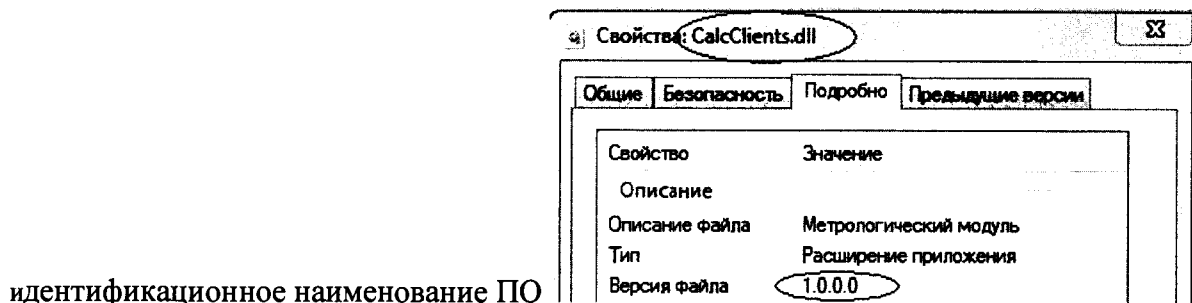 Свойства: CalcClients.dll
Общие Безопасность Подробно Предыдущие версии
Свойство Значение
Описание
Описание файла Метрологический модуль
Тип Расширение приложения
идентификационное наименование ПО Версия файла 1.0.0.0